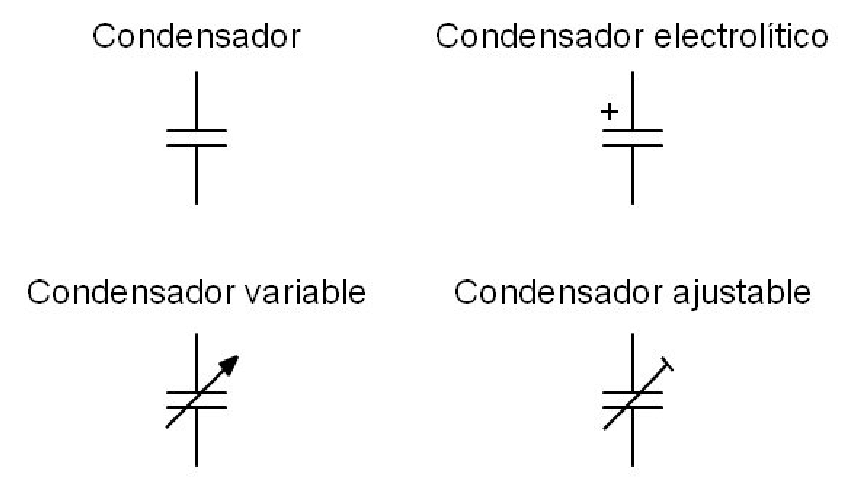 Condensador
Condensador electrolítico
+
Condensador variable
Condensador ajustable